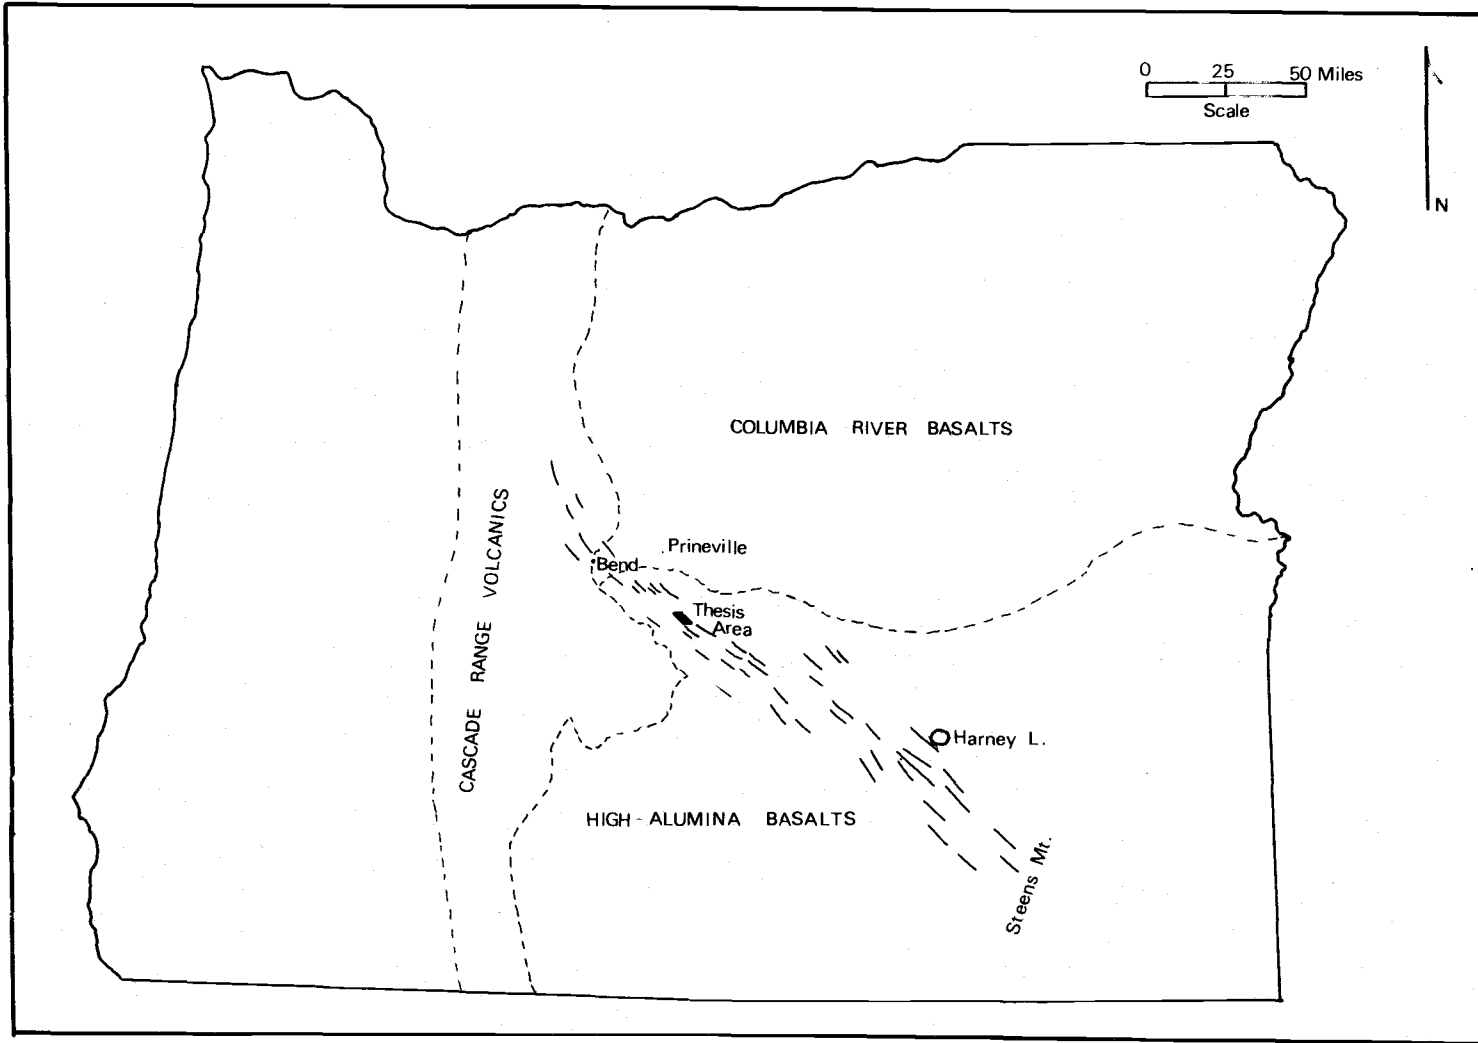 0 25 50 Miles
Scale
N
COLUMBIA RIVER BASALTS
CASCADE RANGE VOLCANICS
Prineville
Bend
Thesis
Area
Harney L.
HIGH-ALUMINA BASALTS
Steens Mt.